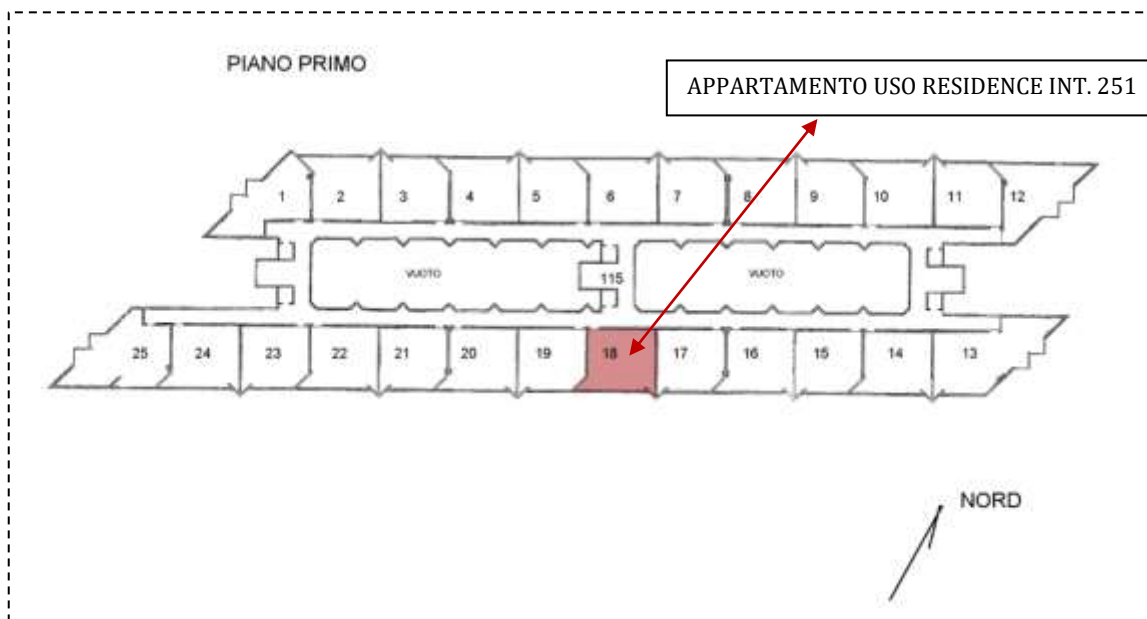 PIANO PRIMO
APPARTAMENTO USO RESIDENCE INT. 251
1 2 3 4 5 6 7 8 9 10 11 12
VUOTO 115 VUOTO
25 24 23 22 21 20 19 18 17 16 15 14 13
NORD